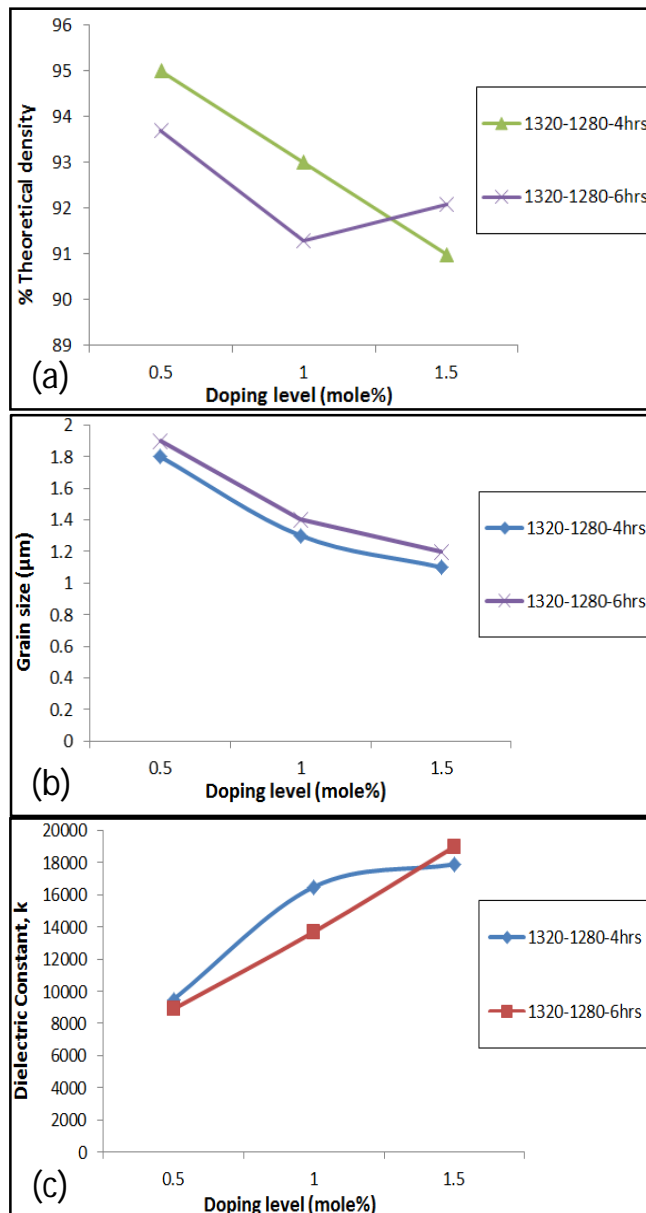 96
95
94
93
92
91
90
89
% Theoretical density
0.5 1 1.5
Doping level (mole%)
1320-1280-4hrs
1320-1280-6hrs
(a)
2
1.8
1.6
1.4
1.2
1
0.8
0.6
0.4
0.2
0
Grain size (μm)
0.5 1 1.5
Doping level (mole%)
1320-1280-4hrs
1320-1280-6hrs
(b)
20000
18000
16000
14000
12000
10000
8000
6000
4000
2000
0
Dielectric Constant, k
0.5 1 1.5
Doping level (mole%)
1320-1280-4hrs
1320-1280-6hrs
(c)